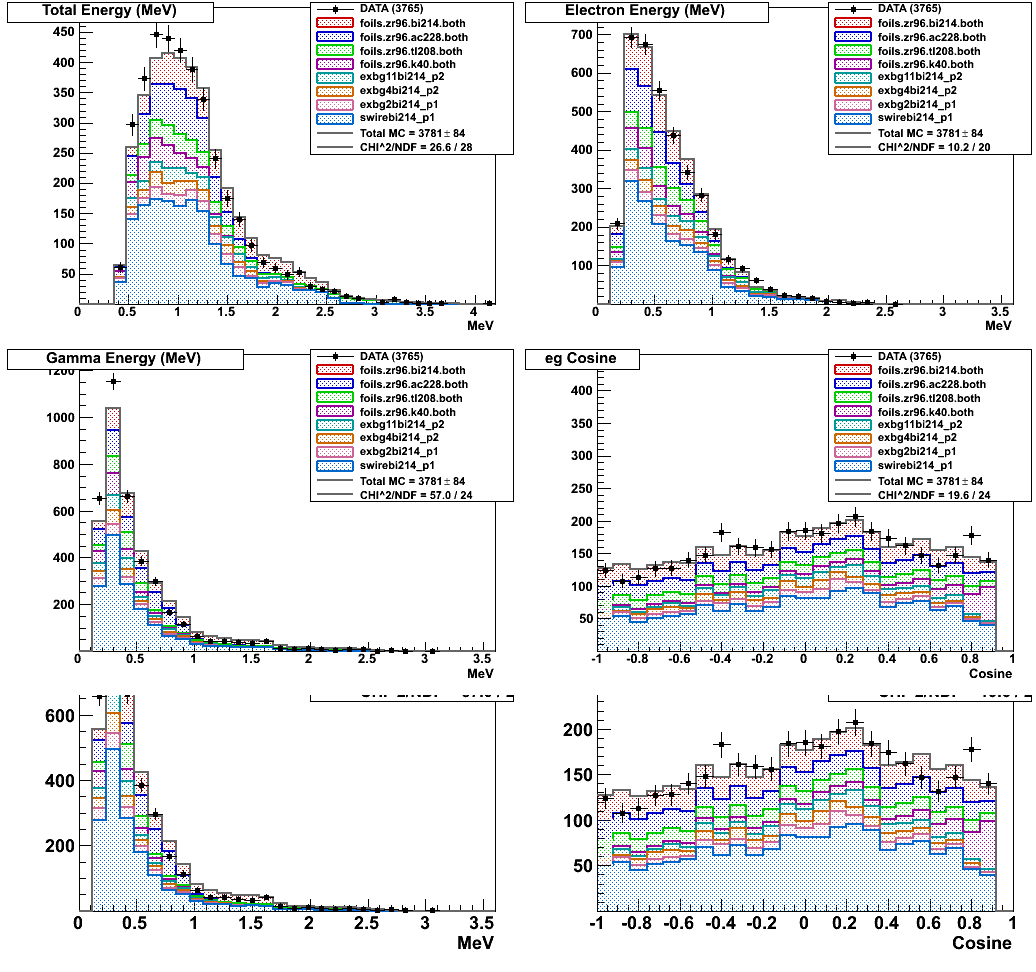 Total Energy (MeV)
DATA (3765)
foils.zr96.bi214.both
foils.zr96.ac228.both
foils.zr96.tl208.both
foils.zr96.k40.both
exbg11bi214_p2
exbg4bi214_p2
exbg2bi214_p1
swirebi214_p1
Total MC = 3781± 84
CHI^2/NDF = 26.6 / 28
450
400
350
300
250
200
150
100
50
0 0.5 1 1.5 2 2.5 3 3.5 4
MeV
Electron Energy (MeV)
DATA (3765)
foils.zr96.bi214.both
foils.zr96.ac228.both
foils.zr96.tl208.both
foils.zr96.k40.both
exbg11bi214_p2
exbg4bi214_p2
exbg2bi214_p1
swirebi214_p1
Total MC = 3781± 84
CHI^2/NDF = 10.2 / 20
700
600
500
400
300
200
100
0 0.5 1 1.5 2 2.5 3 3.5
MeV
Gamma Energy (MeV)
DATA (3765)
foils.zr96.bi214.both
foils.zr96.ac228.both
foils.zr96.tl208.both
foils.zr96.k40.both
exbg11bi214_p2
exbg4bi214_p2
exbg2bi214_p1
swirebi214_p1
Total MC = 3781± 84
CHI^2/NDF = 57.0 / 24
1200
1000
800
600
400
200
0 0.5 1 1.5 2 2.5 3 3.5
MeV
eg Cosine
DATA (3765)
foils.zr96.bi214.both
foils.zr96.ac228.both
foils.zr96.tl208.both
foils.zr96.k40.both
exbg11bi214_p2
exbg4bi214_p2
exbg2bi214_p1
swirebi214_p1
Total MC = 3781± 84
CHI^2/NDF = 19.6 / 24
400
350
300
250
200
150
100
50
-1 -0.8 -0.6 -0.4 -0.2 0 0.2 0.4 0.6 0.8 1
Cosine
600
400
200
0 0.5 1 1.5 2 2.5 3 3.5
MeV
200
150
100
50
-1 -0.8 -0.6 -0.4 -0.2 0 0.2 0.4 0.6 0.8 1
Cosine